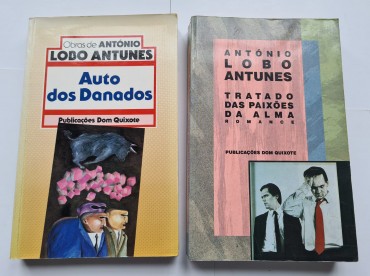 Obras de ANTÓNIO
LOBO ANTUNES
Auto
dos Danados
Publicações Dom Quixote
ANTÓNIO
LOBO
ANTUNES
TRATADO
DAS PAIXÕES
DA ALMA
ROMANCE
PUBLICAÇÕES DOM QUIXOTE